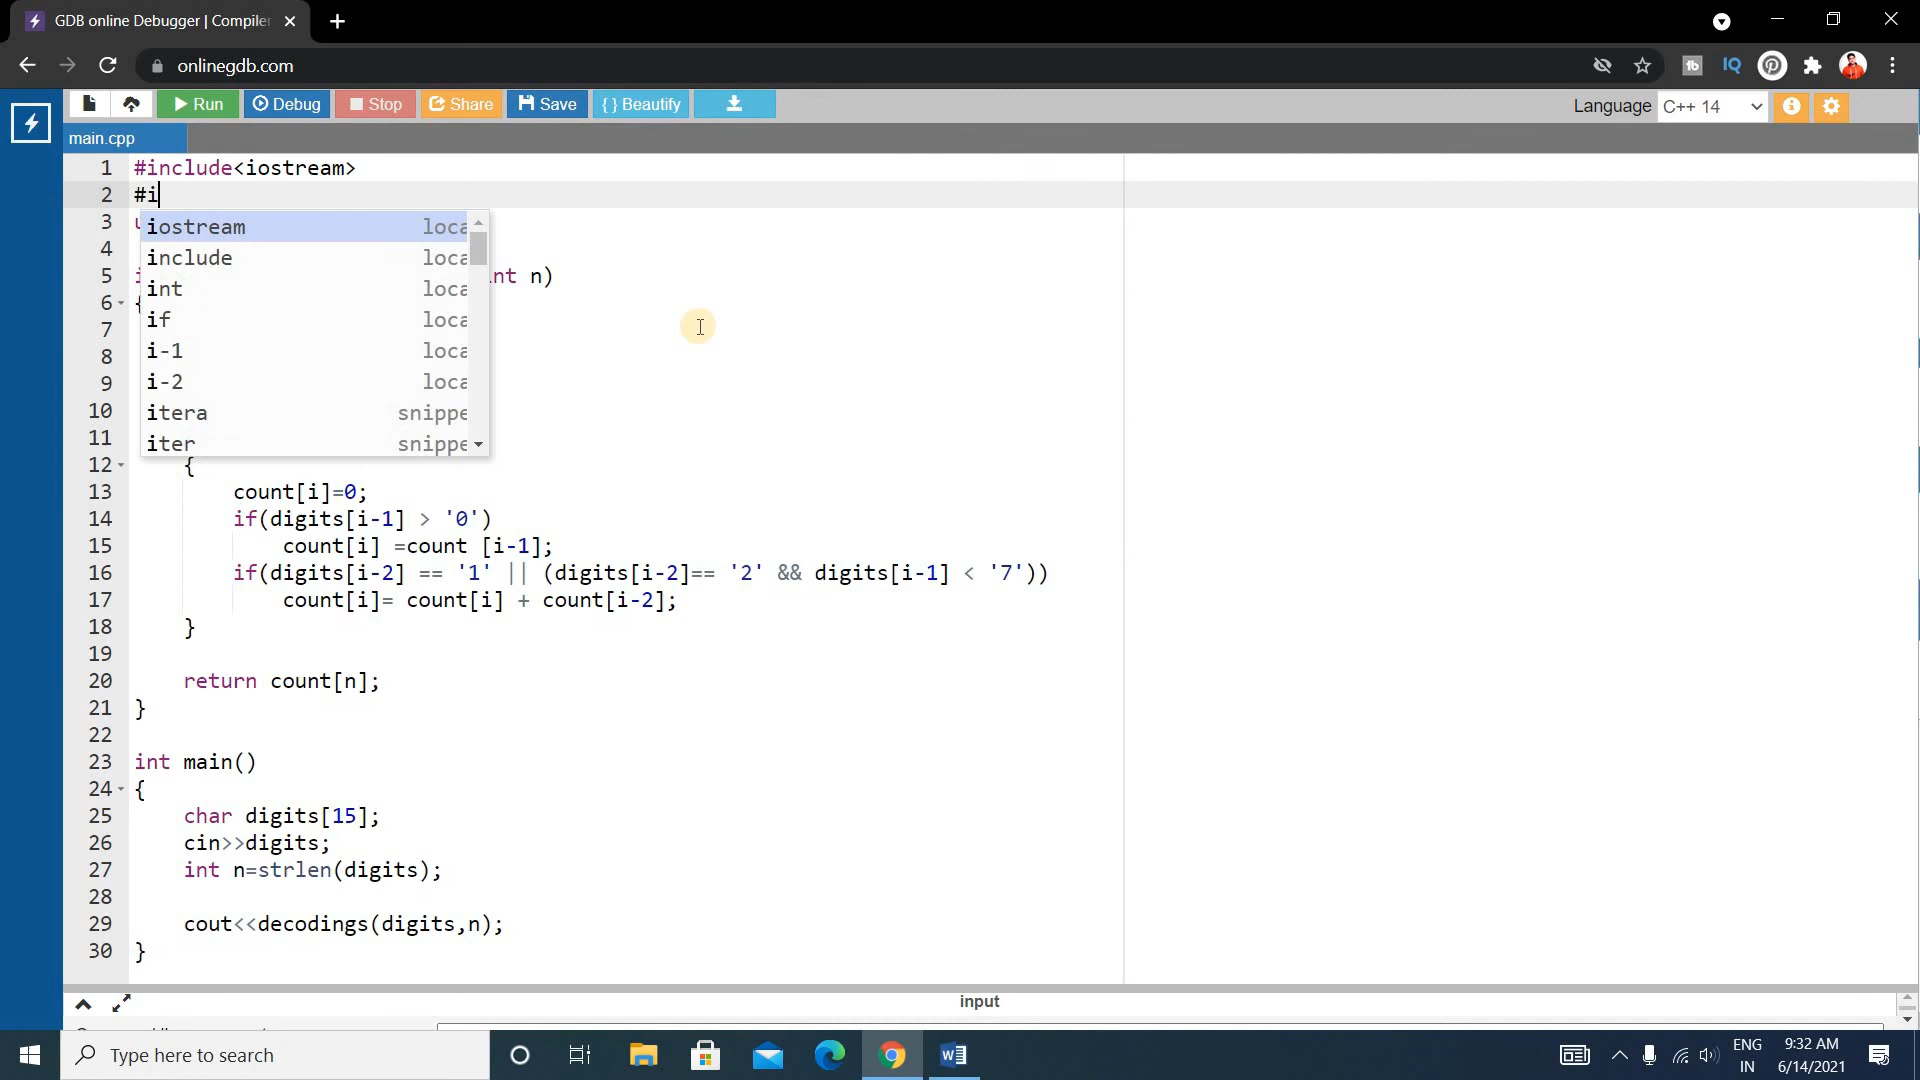 GDB online Debugger | Compiler
onlinegdb.com
Run Debug Stop Share Save { } Beautify Language C++ 14
main.cpp
1 #include<iostream>
2 #i
3
iostream loca
4
include loca
5 int n)
int loca
6 {
if loca
7
i-1 loca
8
i-2 loca
9
itera snippe
10
iter snippe
11
12 {
13 count[i]=0;
14 if(digits[i-1] > '0')
15 count[i] =count [i-1];
16 if(digits[i-2] == '1' || (digits[i-2]== '2' && digits[i-1] < '7'))
17 count[i]= count[i] + count[i-2];
18 }
19
20 return count[n];
21 }
22
23 int main()
24 {
25 char digits[15];
26 cin>>digits;
27 int n=strlen(digits);
28
29 cout<<decodings(digits,n);
30 }
input
Type here to search
ENG
IN
9:32 AM
6/14/2021